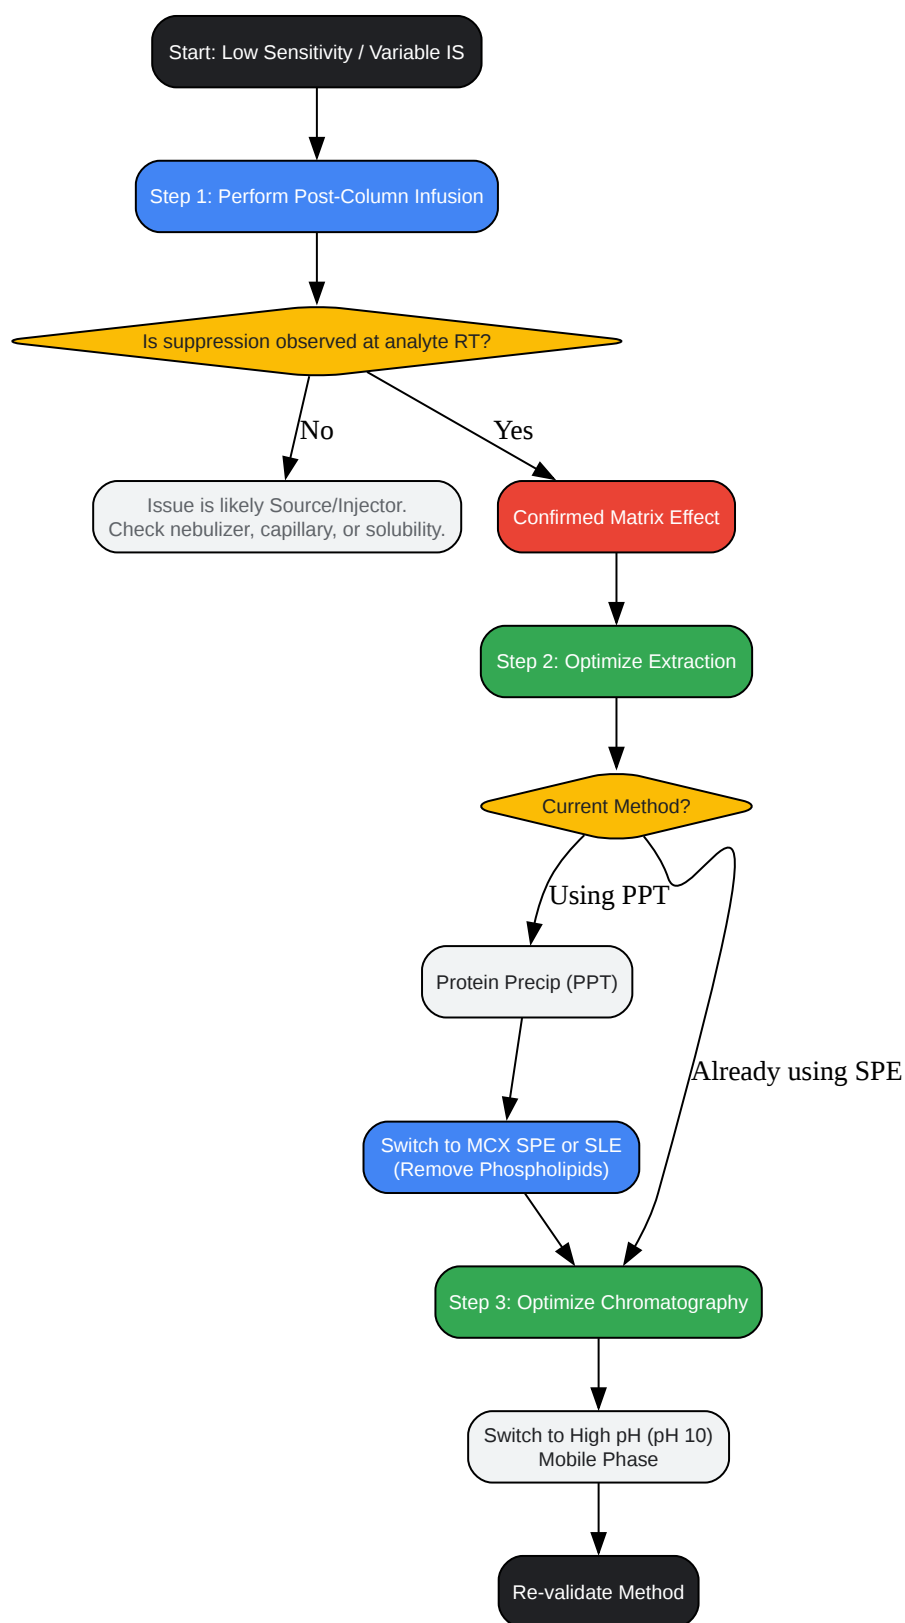 Start: Low Sensitivity / Variable IS
Step 1: Perform Post-Column Infusion
Is suppression observed at analyte RT?
No
Yes
Issue is likely Source/Injector.
Check nebulizer, capillary, or solubility.
Confirmed Matrix Effect
Step 2: Optimize Extraction
Current Method?
Using PPT
Protein Precip (PPT)
Already using SPE
Switch to MCX SPE or SLE
(Remove Phospholipids)
Step 3: Optimize Chromatography
Switch to High pH (pH 10)
Mobile Phase
Re-validate Method